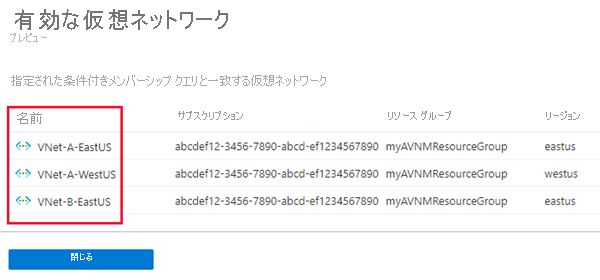 有効な仮想ネットワーク
プレビュー
指定された条件付きメンバーシップ クエリと一致する仮想ネットワーク
名前 サブスクリプション リソース グループ リージョン
VNet-A-EastUS abcdef12-3456-7890-abcd-ef1234567890 myAVNMResourceGroup eastus
VNet-A-WestUS abcdef12-3456-7890-abcd-ef1234567890 myAVNMResourceGroup westus
VNet-B-EastUS abcdef12-3456-7890-abcd-ef1234567890 myAVNMResourceGroup eastus
閉じる